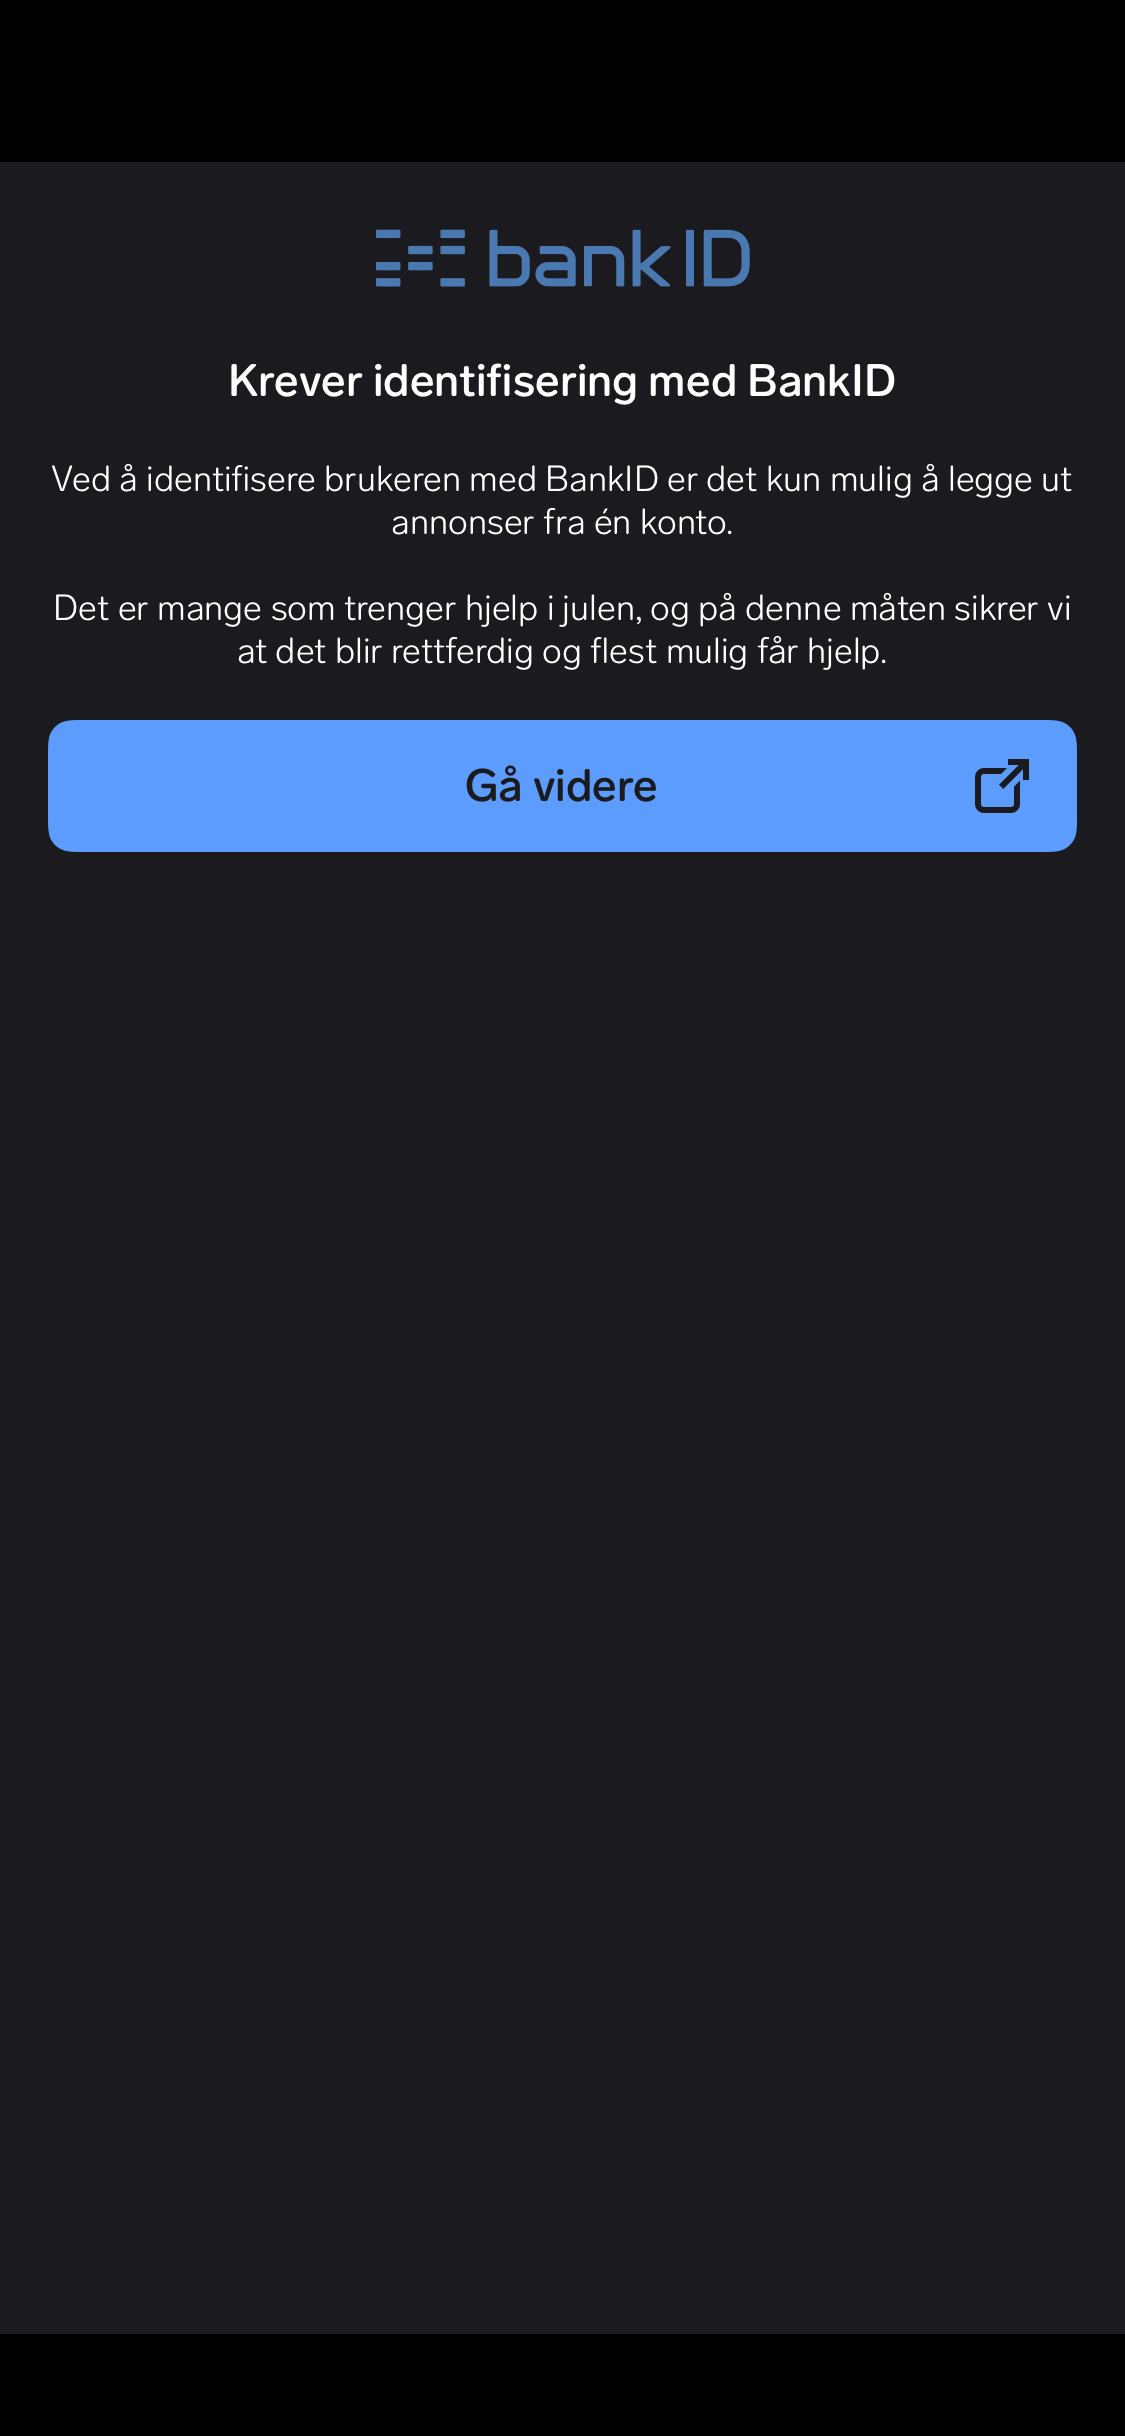 bankID
Krever identifisering med BankID
Ved å identifisere brukeren med BankID er det kun mulig å legge ut
annonser fra én konto.
Det er mange som trenger hjelp i julen, og på denne måten sikrer vi
at det blir rettferdig og flest mulig får hjelp.
Gå videre